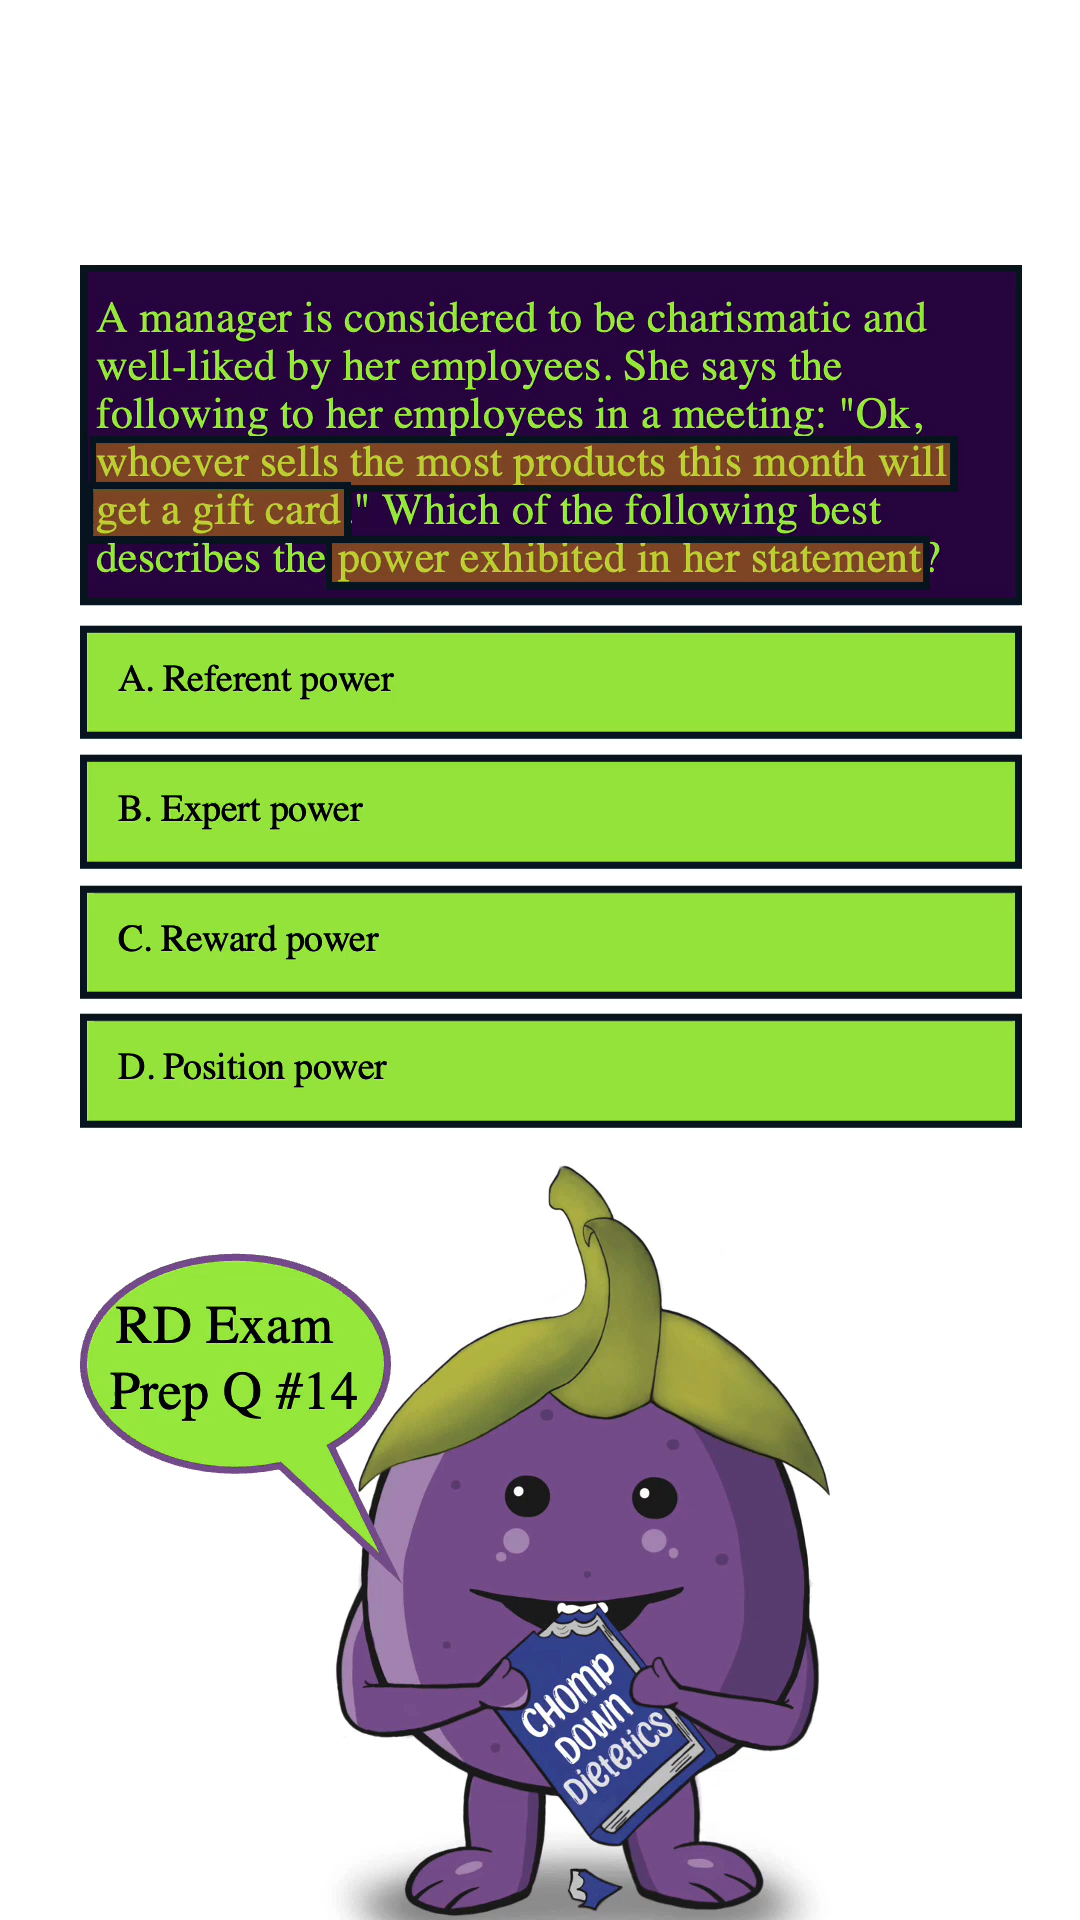 A manager is considered to be charismatic and
well-liked by her employees. She says the
following to her employees in a meeting: "Ok,
whoever sells the most products this month will
get a gift card." Which of the following best
describes the power exhibited in her statement?
A. Referent power
B. Expert power
C. Reward power
D. Position power
RD Exam
Prep Q #14
CHOMP
DOWN
Dietetics